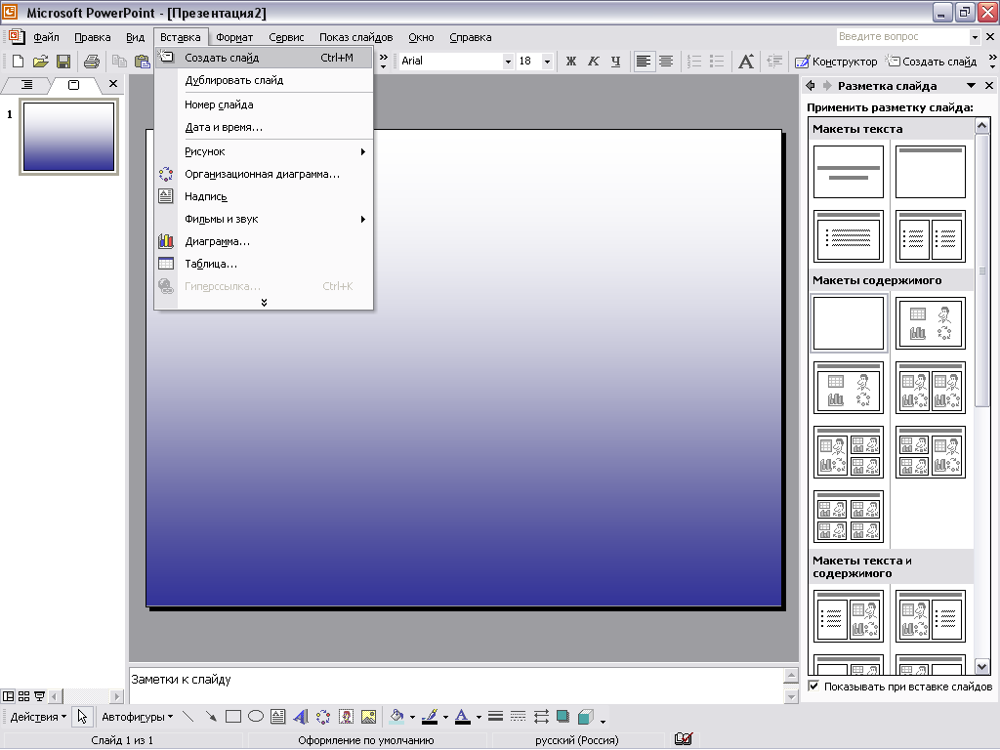 Microsoft PowerPoint - [Презентация2]
Файл Правка Вид Вставка Формат Сервис Показ слайдов Окно Справка Введите вопрос
Arial 18 Ж К Ч A A Конструктор Создать слайд
Создать слайд Ctrl+M
Дублировать слайд
Номер слайда
Дата и время...
Рисунок
Организационная диаграмма...
Надпись
Фильмы и звук
Диаграмма...
Таблица...
Гиперссылка... Ctrl+K
1
Разметка слайда
Применить разметку слайда:
Макеты текста
Макеты содержимого
Макеты текста и
содержимого
Показывать при вставке слайдов
Заметки к слайду
Действия Автофигуры A A
Слайд 1 из 1 Оформление по умолчанию русский (Россия)